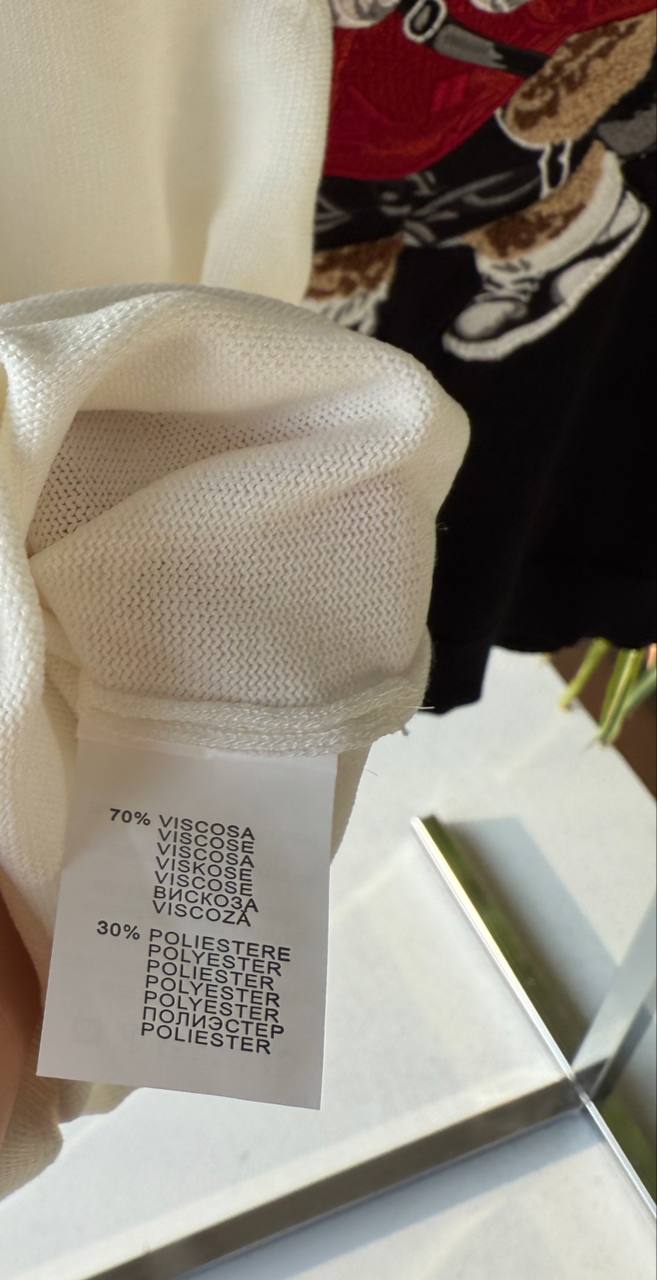 70% VISCOSA
VISCOSE
VISCOSA
VISKOSE
VISCOSE
ВИСКОЗА
VISCOZĂ
30% POLIESTERE
POLYESTER
POLIESTER
POLYESTER
POLYESTER
ПОЛИЭСТЕР
POLIESTER